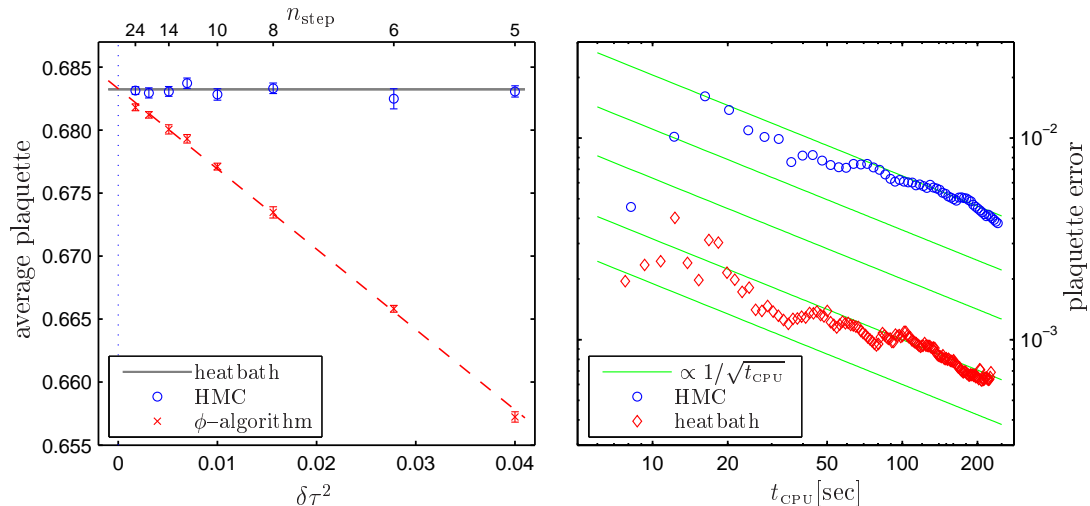 n_step
24 14 10 8 6 5
0.685
0.680
0.675
0.670
0.665
0.660
0.655
average plaquette
heatbath
HMC
ϕ−algorithm
0 0.01 0.02 0.03 0.04
δτ²
10⁻²
10⁻³
plaquette error
∝ 1/√t_CPU
HMC
heatbath
10 20 50 100 200
t_CPU[sec]